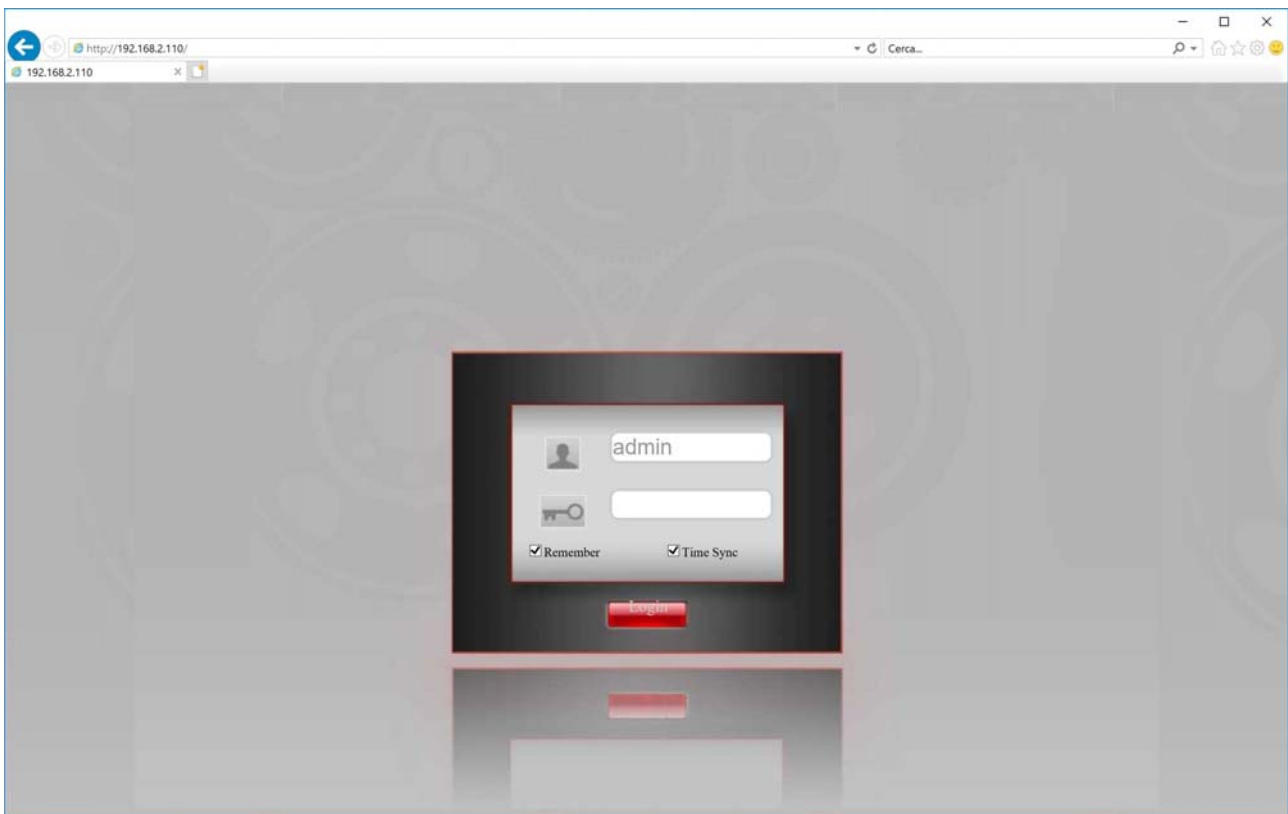 http://192.168.2.110/
Cerca...
192.168.2.110
admin
Remember
Time Sync
Login